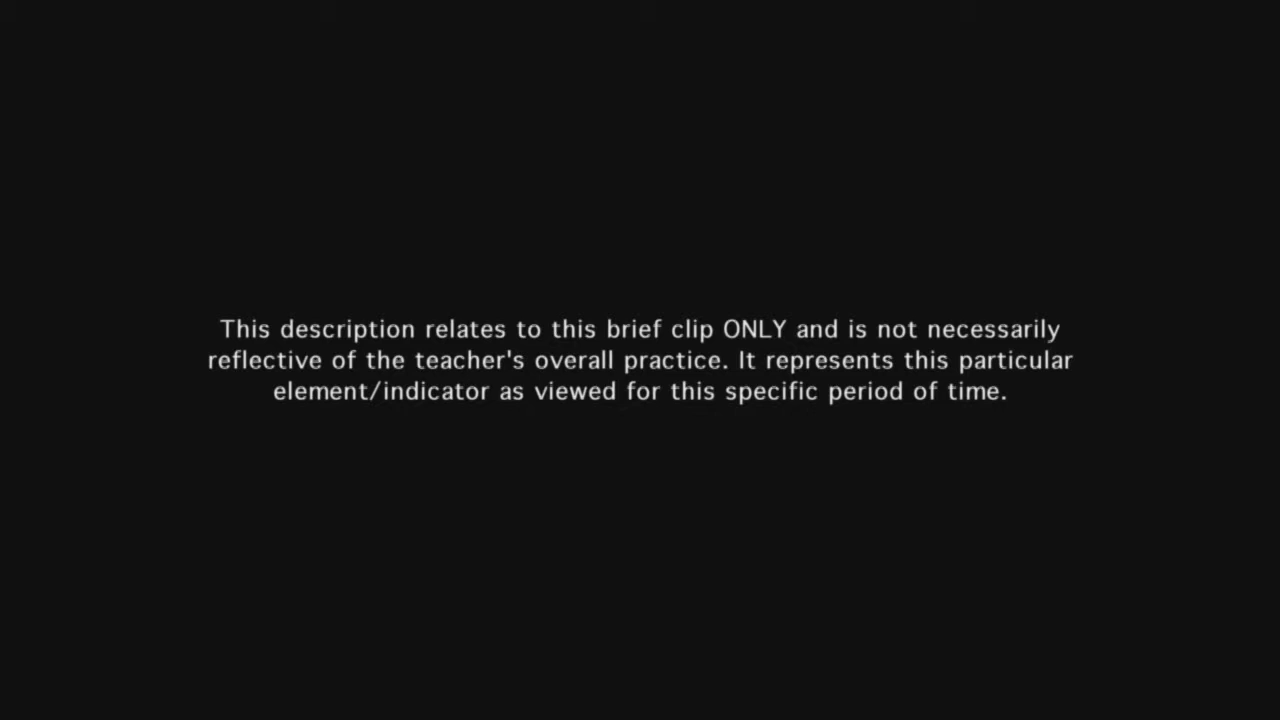 This description relates to this brief clip ONLY and is not necessarily
reflective of the teacher's overall practice. It represents this particular
element/indicator as viewed for this specific period of time.